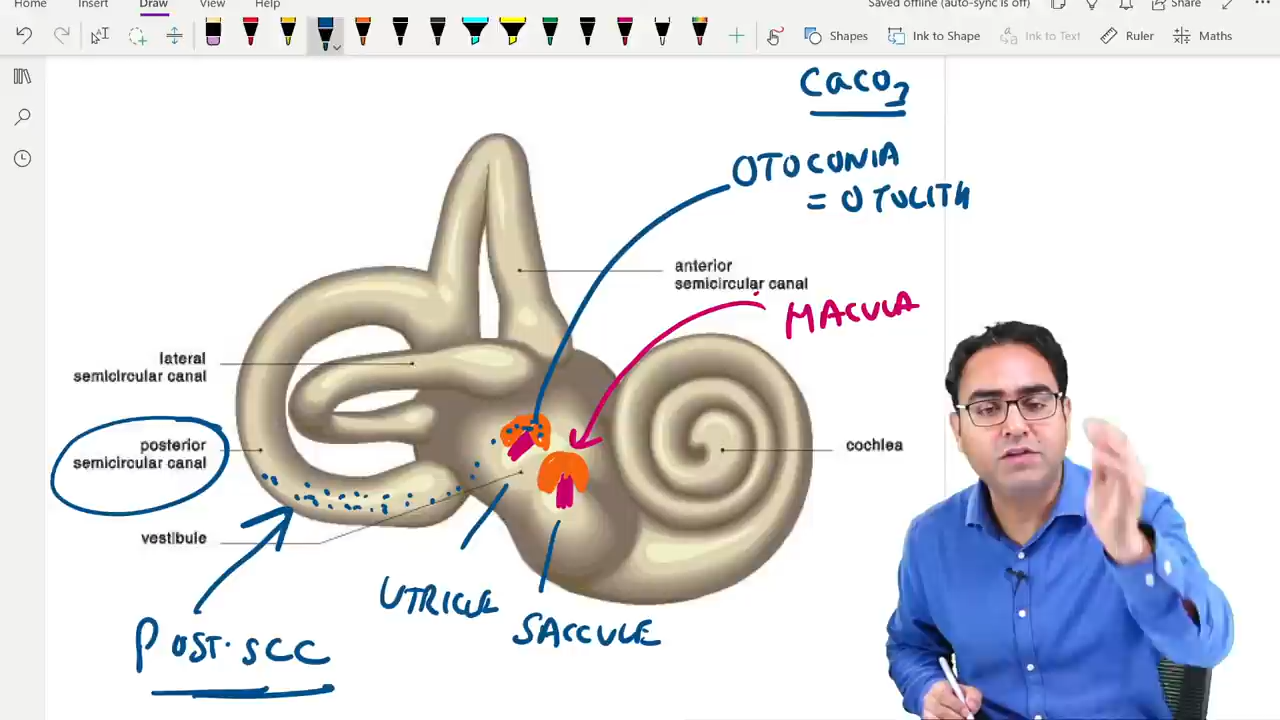 Home Insert Draw View Help
Saved offline (auto-sync is off) Share
Shapes Ink to Shape Ink to Text Ruler Maths
CaCO3
OTOCONIA
= OTOLITH
anterior
semicircular canal
MACULA
lateral
semicircular canal
posterior
semicircular canal
cochlea
vestibule
UTRICLE
SACCULE
POST. SCC